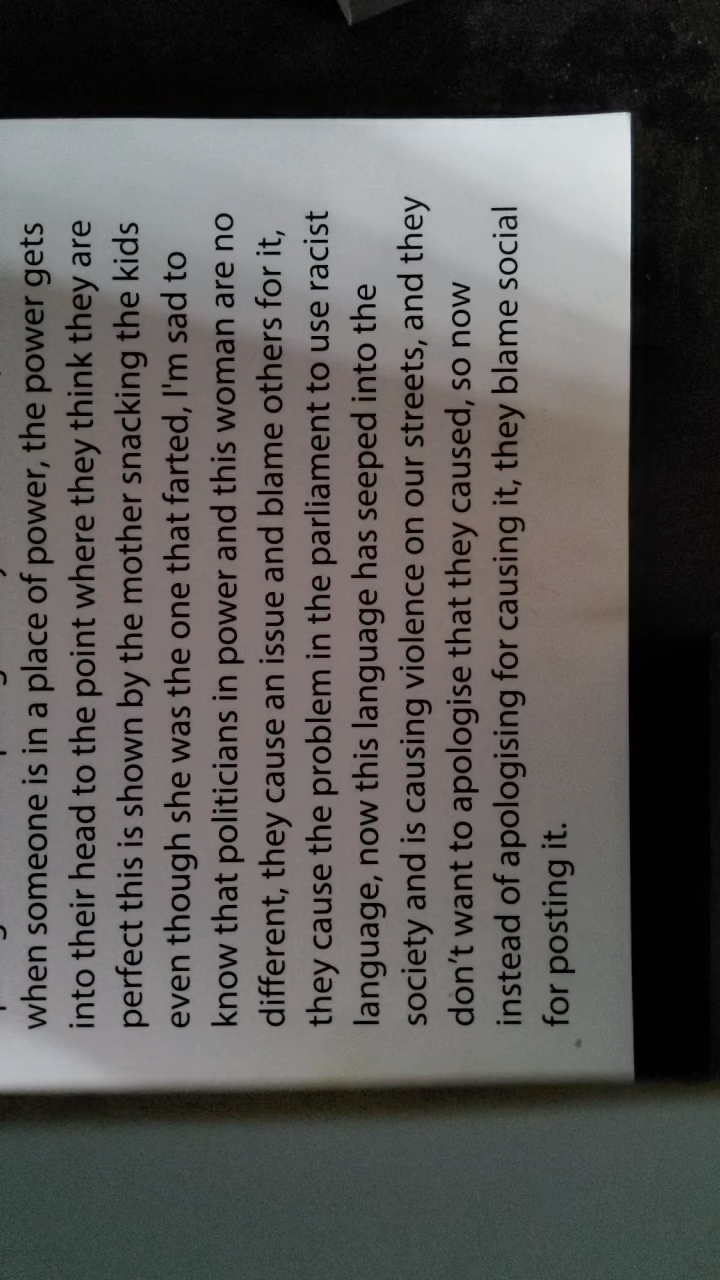 when someone is in a place of power, the power gets
into their head to the point where they think they are
perfect this is shown by the mother snacking the kids
even though she was the one that farted, I'm sad to
know that politicians in power and this woman are no
different, they cause an issue and blame others for it,
they cause the problem in the parliament to use racist
language, now this language has seeped into the
society and is causing violence on our streets, and they
don't want to apologise that they caused, so now
instead of apologising for causing it, they blame social
for posting it.